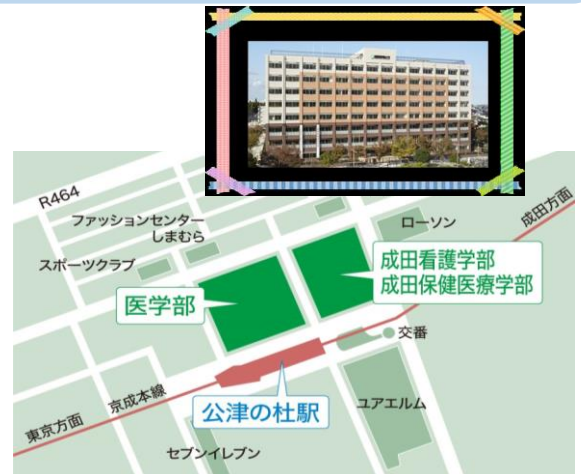 R464
ファッションセンター
しまむら
スポーツクラブ
ローソン
成田方面
成田看護学部
成田保健医療学部
医学部
交番
公津の杜駅
ユアエルム
京成本線
東京方面
セブンイレブン